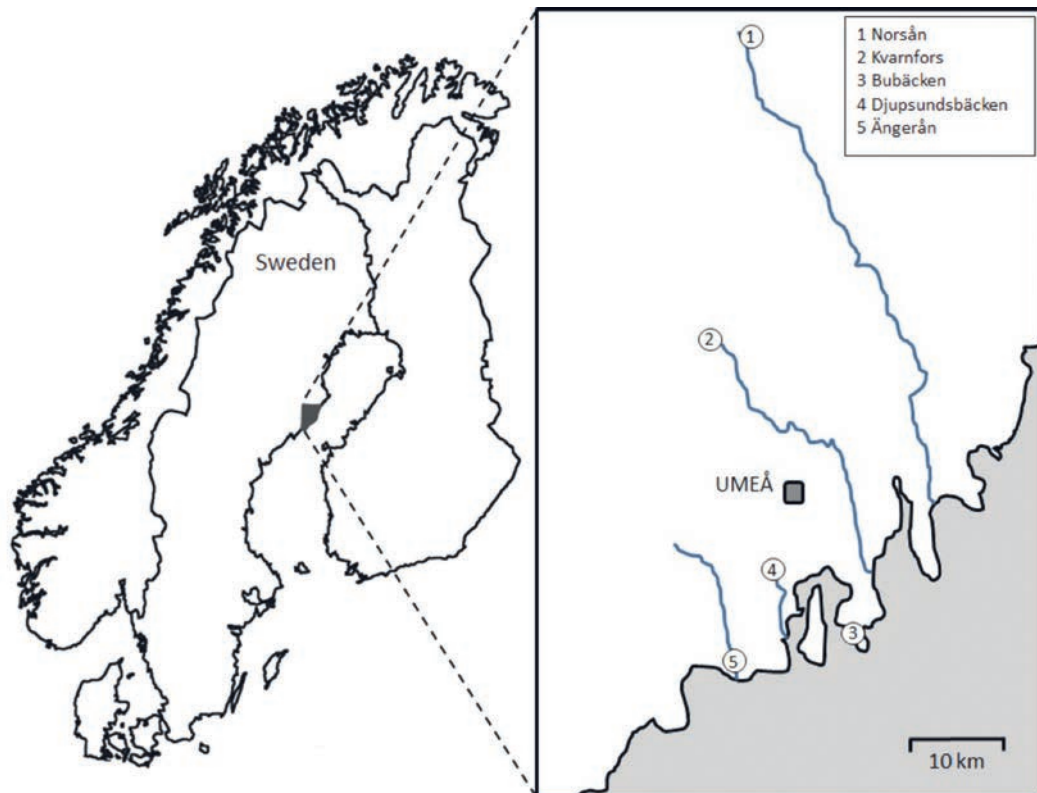 Sweden
1 Norsån
2 Kvarnfors
3 Bubäcken
4 Djupsundsbäcken
5 Ängerån
1
2
UMEÅ
4
3
5
10 km